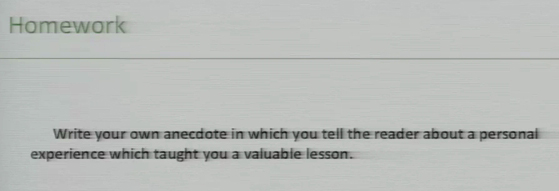 Homework
Write your own anecdote in which you tell the reader about a personal
experience which taught you a valuable lesson.